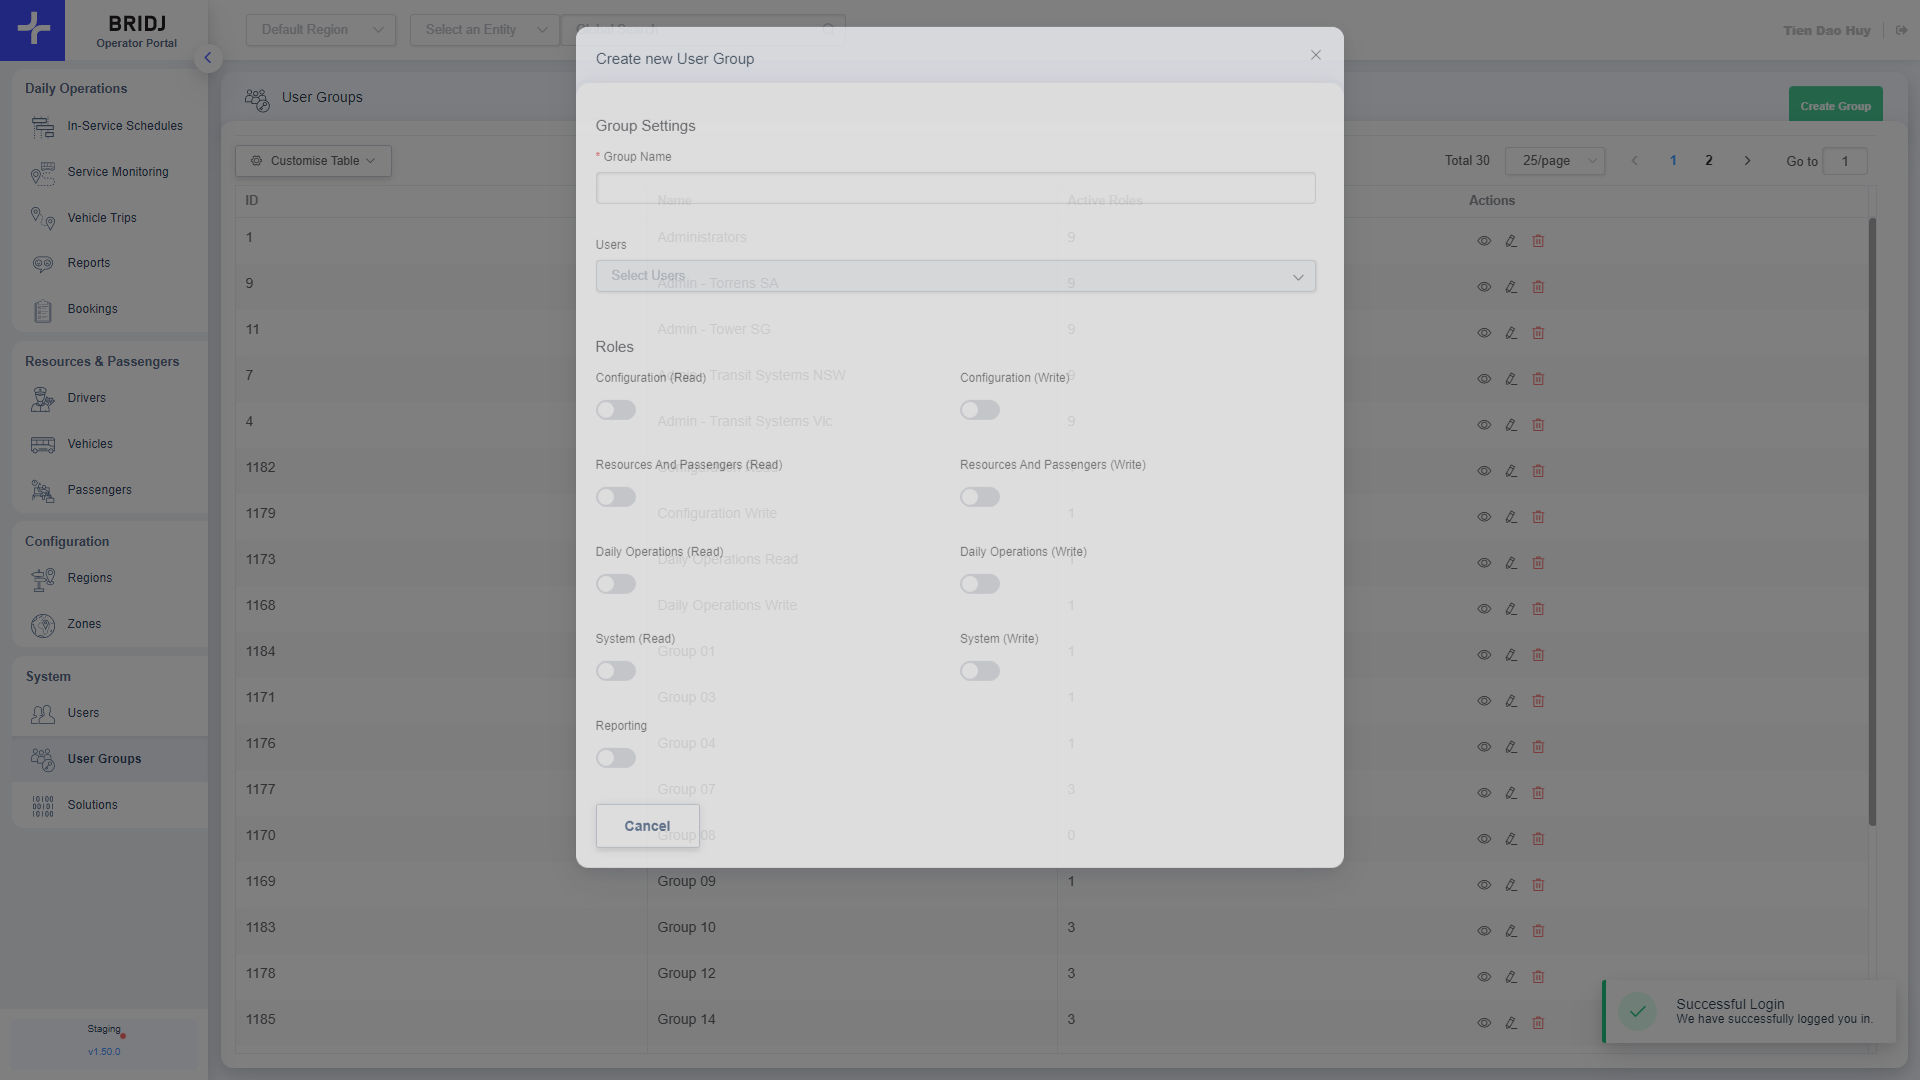 BRIDJ
Operator Portal
Default Region
Select an Entity
Global Search
Tien Dao Huy
Daily Operations
In-Service Schedules
Service Monitoring
Vehicle Trips
Reports
Bookings
Resources & Passengers
Drivers
Vehicles
Passengers
Configuration
Regions
Zones
System
Users
User Groups
Solutions
Staging
v1.50.0
User Groups
Create Group
Customise Table
Total 30
25/page
1
2
Go to
1
ID
Name
Active Roles
Actions
1
Administrators
9
9
Admin - Torrens SA
9
11
Admin - Tower SG
9
7
Admin - Transit Systems NSW
9
4
Admin - Transit Systems Vic
9
1182
1179
Configuration Write
1
1173
Daily Operations Read
1
1168
Daily Operations Write
1
1184
Group 01
1
1171
Group 03
1
1176
Group 04
1
1177
Group 07
3
1170
Group 08
0
1169
Group 09
1
1183
Group 10
3
1178
Group 12
3
1185
Group 14
3
Create new User Group
Group Settings
* Group Name
Users
Select Users
Roles
Configuration (Read)
Configuration (Write)
Resources And Passengers (Read)
Resources And Passengers (Write)
Daily Operations (Read)
Daily Operations (Write)
System (Read)
System (Write)
Reporting
Cancel
Successful Login
We have successfully logged you in.